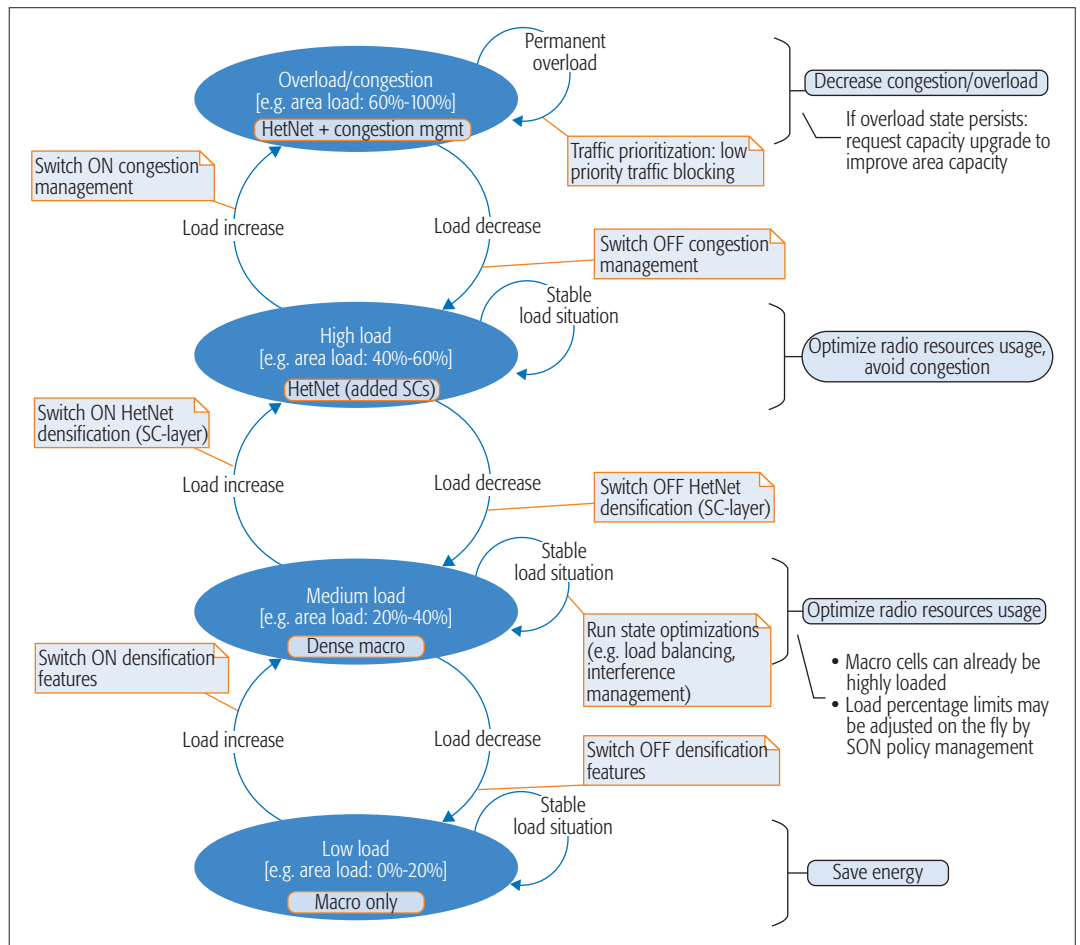 Permanent
overload
Overload/congestion
[e.g. area load: 60%-100%]
HetNet + congestion mgmt
Decrease congestion/overload
If overload state persists:
request capacity upgrade to
improve area capacity
Traffic prioritization: low
priority traffic blocking
Switch ON congestion
management
Load increase
Load decrease
Switch OFF congestion
management
Stable
load situation
High load
[e.g. area load: 40%-60%]
HetNet (added SCs)
Optimize radio resources usage,
avoid congestion
Switch ON HetNet
densification (SC-layer)
Load increase
Load decrease
Switch OFF HetNet
densification (SC-layer)
Stable
load situation
Medium load
[e.g. area load: 20%-40%]
Dense macro
Optimize radio resources usage
Run state optimizations
(e.g. load balancing,
interference
management)
• Macro cells can already be
highly loaded
• Load percentage limits may
be adjusted on the fly by
SON policy management
Switch ON densification
features
Load increase
Load decrease
Switch OFF densification
features
Stable
load situation
Low load
[e.g. area load: 0%-20%]
Macro only
Save energy